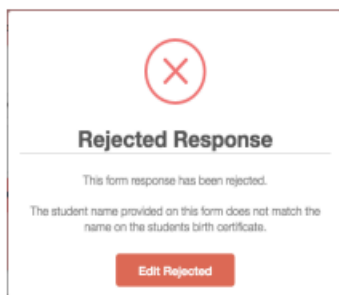 Rejected Response
This form response has been rejected.
The student name provided on this form does not match the
name on the students birth certificate.
Edit Rejected